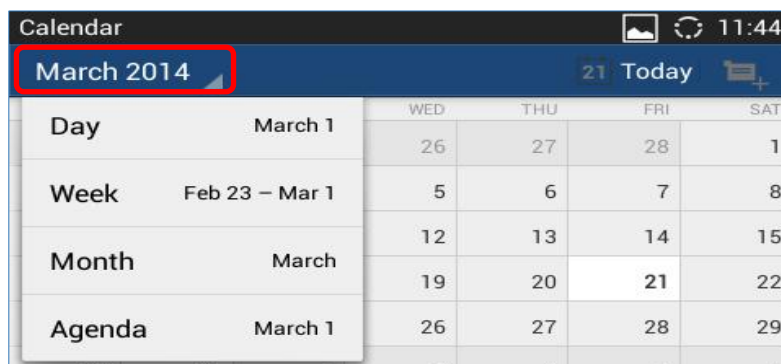 Calendar 11:44
March 2014 21 Today
WED THU FRI SAT
Day March 1
26 27 28 1
Week Feb 23 – Mar 1
5 6 7 8
12 13 14 15
Month March
19 20 21 22
Agenda March 1
26 27 28 29